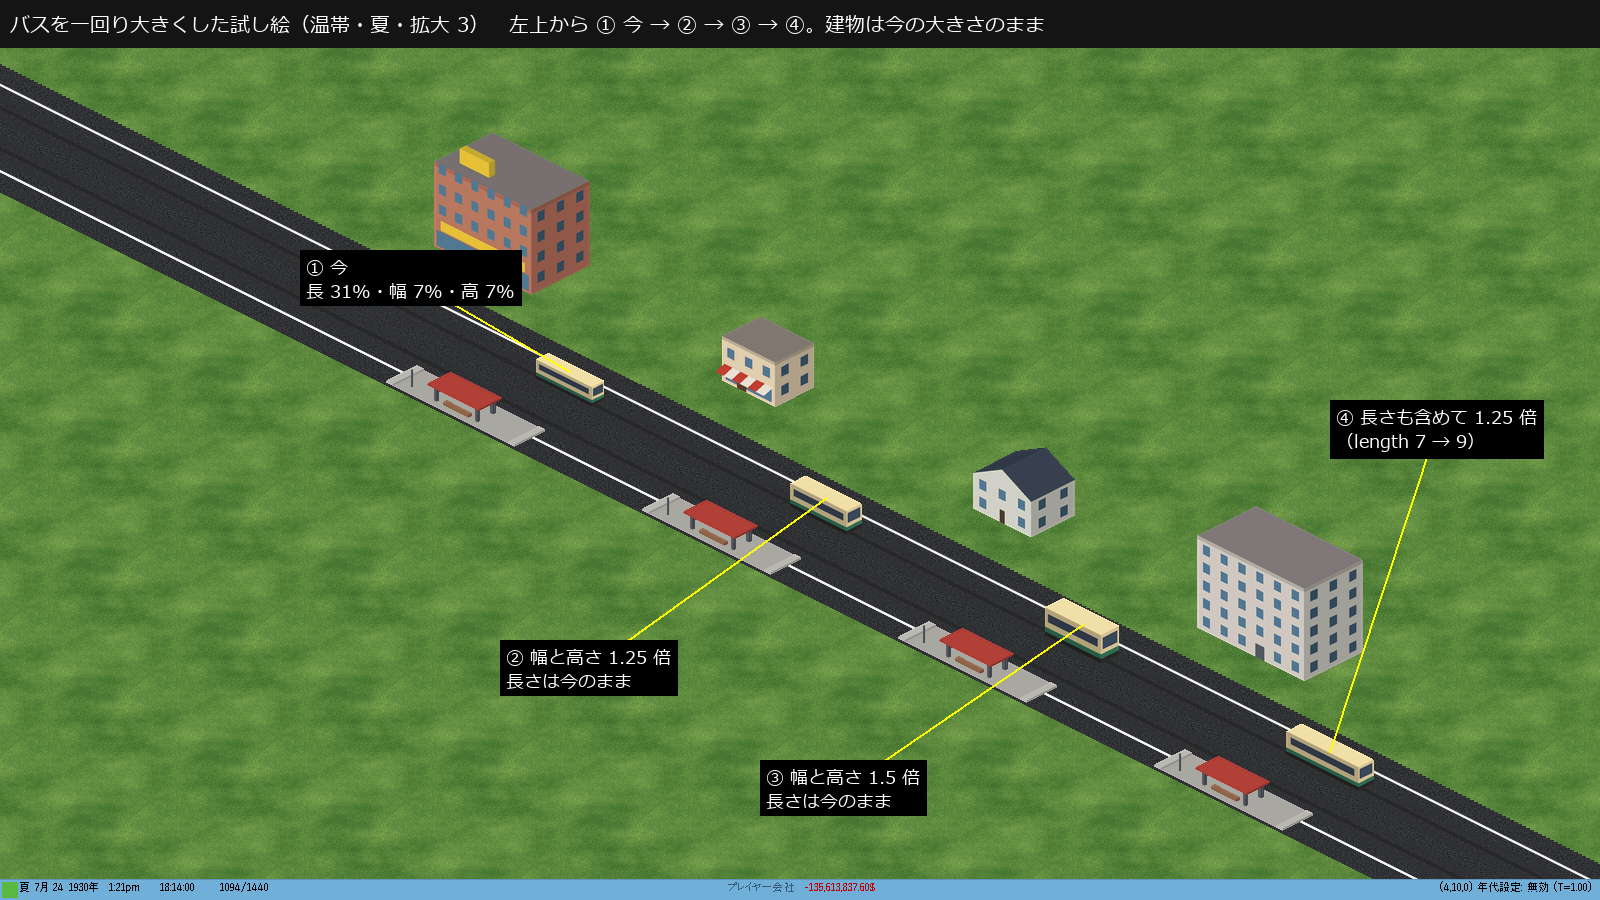 バスを一回り大きくした試し絵（温帯・夏・拡大 3）　左上から ① 今 → ② → ③ → ④。建物は今の大きさのまま
① 今
長 31%・幅 7%・高 7%
④ 長さも含めて 1.25 倍
（length 7 → 9）
② 幅と高さ 1.25 倍
長さは今のまま
③ 幅と高さ 1.5 倍
長さは今のまま
夏 7月 24 1930年 1:21pm 18:14:00 1094/1440 プレイヤー会社 -135,613,837.60$ (4,10,0) 年代設定: 無効 (T=1.00)